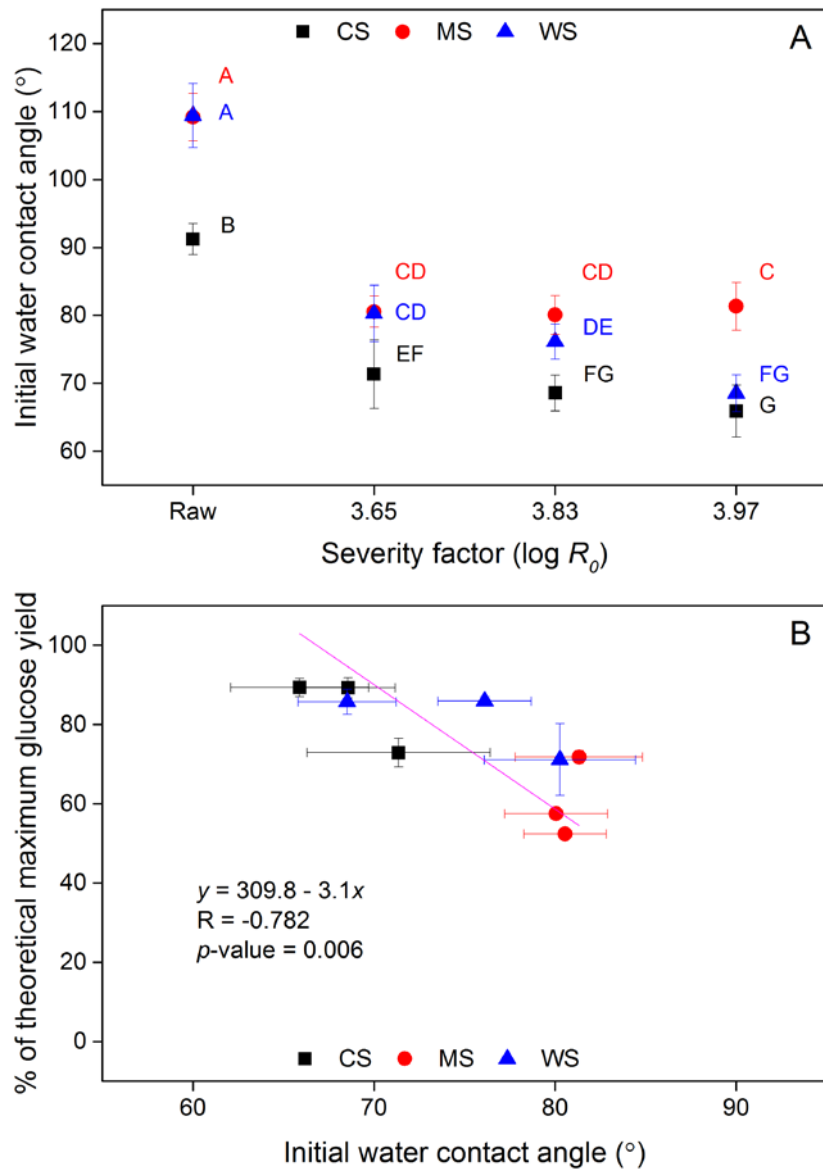 CS MS WS
A
Initial water contact angle (°)
120
110
100
90
80
70
60
A
A
B
CD
CD
EF
CD
DE
FG
C
FG
G
Raw 3.65 3.83 3.97
Severity factor (log R0)
B
% of theoretical maximum glucose yield
100
80
60
40
20
0
y = 309.8 - 3.1x
R = -0.782
p-value = 0.006
CS MS WS
60 70 80 90
Initial water contact angle (°)